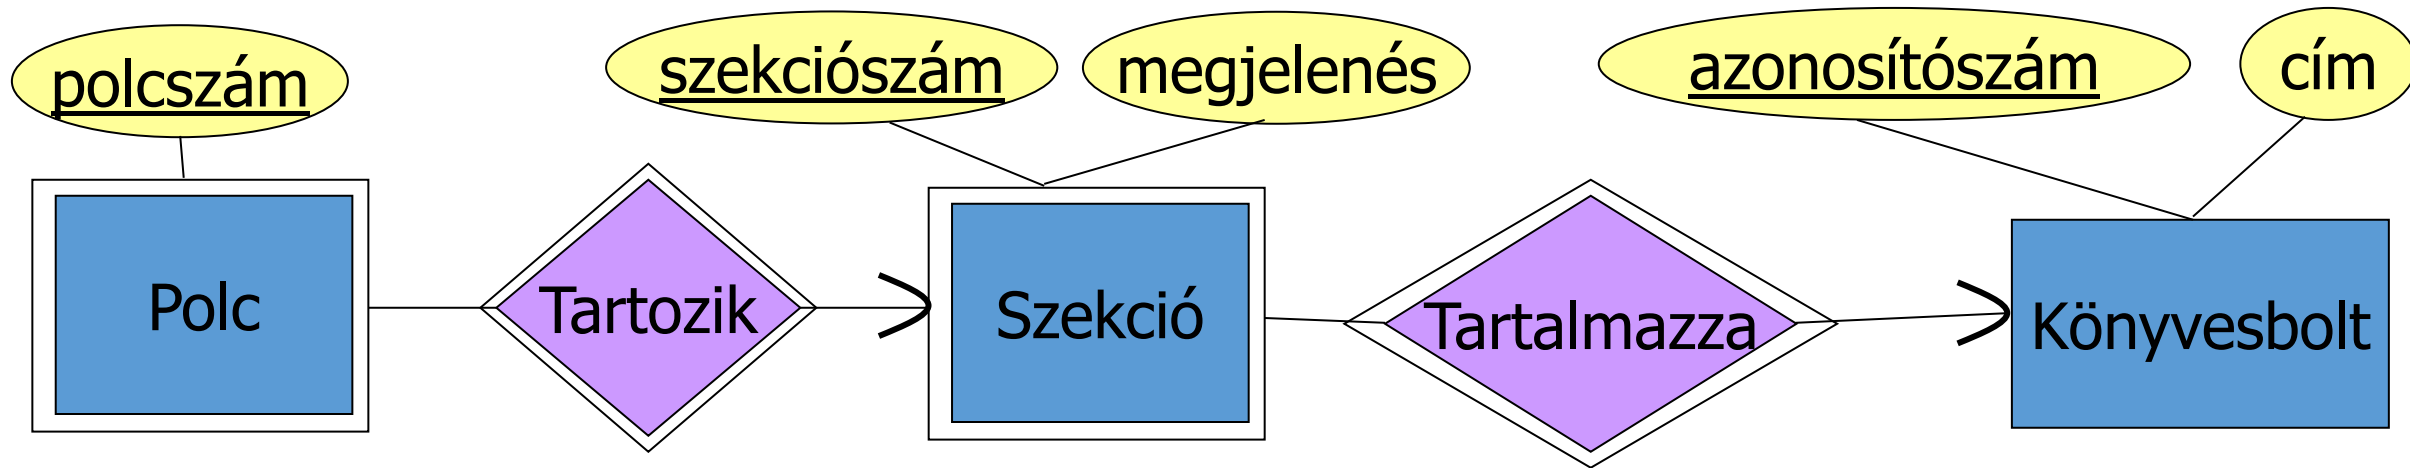 polcszám
szekciószám
megjelenés
azonosítószám
cím
Polc
Tartozik
Szekció
Tartalmazza
Könyvesbolt